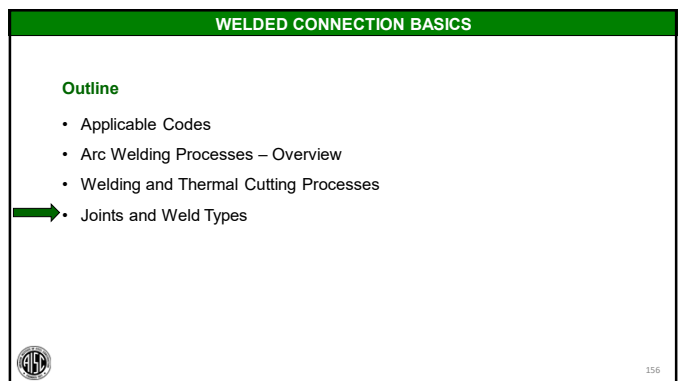 WELDED CONNECTION BASICS
Outline
• Applicable Codes
• Arc Welding Processes – Overview
• Welding and Thermal Cutting Processes
• Joints and Weld Types
AISC
156